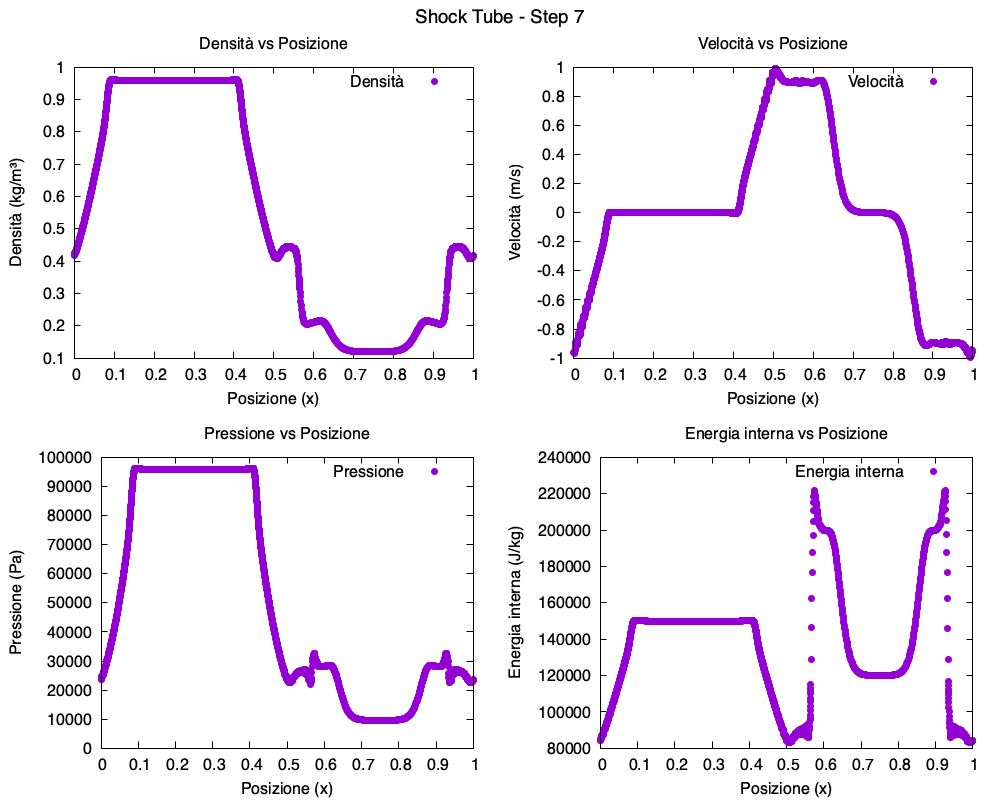 Shock Tube - Step 7
Densità vs Posizione
Densità
1
0.9
0.8
0.7
0.6
0.5
0.4
0.3
0.2
0.1
0 0.1 0.2 0.3 0.4 0.5 0.6 0.7 0.8 0.9 1
Densità (kg/m³)
Posizione (x)
Velocità vs Posizione
Velocità
1
0.8
0.6
0.4
0.2
0
-0.2
-0.4
-0.6
-0.8
-1
0 0.1 0.2 0.3 0.4 0.5 0.6 0.7 0.8 0.9 1
Velocità (m/s)
Posizione (x)
Pressione vs Posizione
Pressione
100000
90000
80000
70000
60000
50000
40000
30000
20000
10000
0
0 0.1 0.2 0.3 0.4 0.5 0.6 0.7 0.8 0.9 1
Pressione (Pa)
Posizione (x)
Energia interna vs Posizione
Energia interna
240000
220000
200000
180000
160000
140000
120000
100000
80000
0 0.1 0.2 0.3 0.4 0.5 0.6 0.7 0.8 0.9 1
Energia interna (J/kg)
Posizione (x)